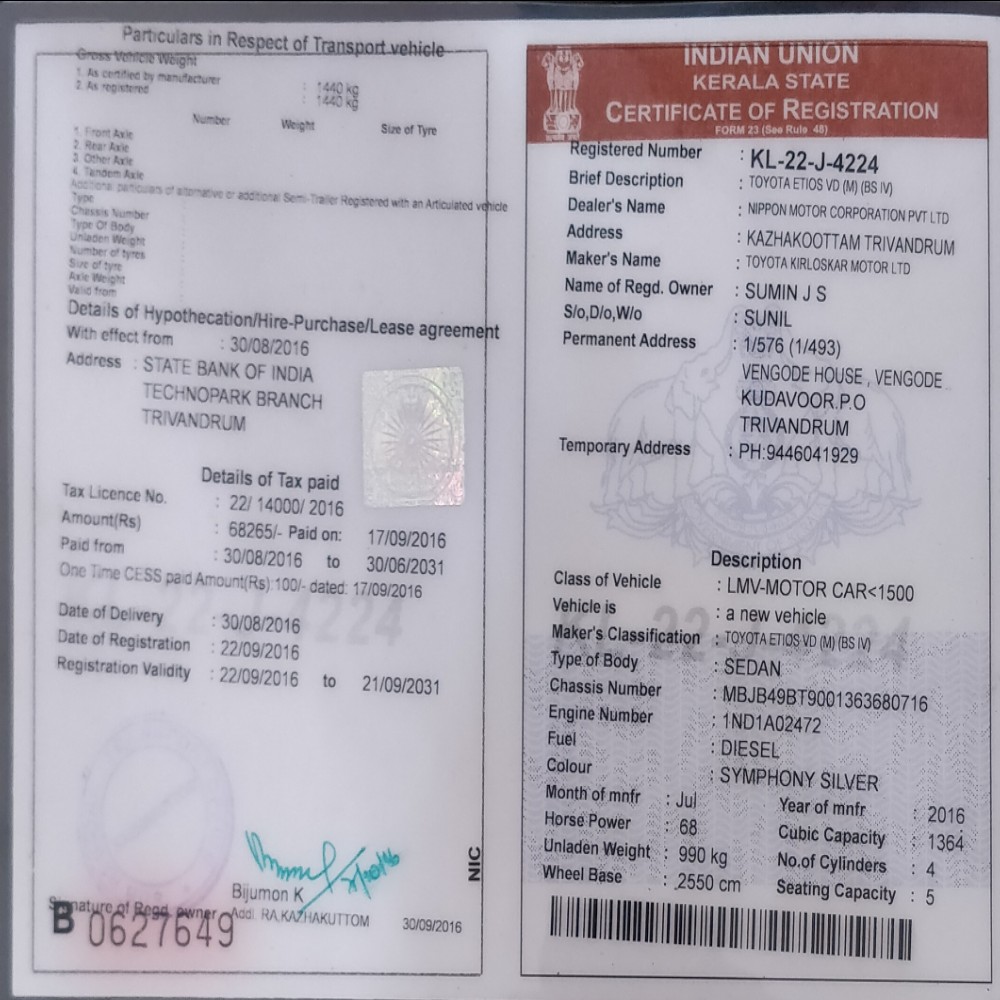 Particulars in Respect of Transport vehicle
Gross Vehicle Weight
1. As certified by manufacturer : 1440 kg
2. As registered : 1440 kg
Number Weight Size of Tyre
1. Front Axle
2. Rear Axle
3. Other Axle
4. Tandem Axle
Additional particulars of alternative or additional Semi-Trailer Registered with an Articulated vehicle
Type
Chassis Number
Type Of Body
Unladen Weight
Number of tyres
Size of tyre
Axle Weight
Valid from
Details of Hypothecation/Hire-Purchase/Lease agreement
With effect from : 30/08/2016
Address : STATE BANK OF INDIA
TECHNOPARK BRANCH
TRIVANDRUM
Details of Tax paid
Tax Licence No. : 22/ 14000/ 2016
Amount(Rs) : 68265/- Paid on: 17/09/2016
Paid from : 30/08/2016 to 30/06/2031
One Time CESS paid Amount(Rs):100/- dated: 17/09/2016
Date of Delivery : 30/08/2016
Date of Registration : 22/09/2016
Registration Validity : 22/09/2016 to 21/09/2031
Bijumon K
Signature of Regd. owner Addl. RA.KAZHAKUTTOM 30/09/2016
B 0627649
NIC
INDIAN UNION
KERALA STATE
CERTIFICATE OF REGISTRATION
FORM 23 (See Rule 48)
Registered Number : KL-22-J-4224
Brief Description : TOYOTA ETIOS VD (M) (BS IV)
Dealer's Name : NIPPON MOTOR CORPORATION PVT LTD
Address : KAZHAKOOTTAM TRIVANDRUM
Maker's Name : TOYOTA KIRLOSKAR MOTOR LTD
Name of Regd. Owner : SUMIN J S
S/o,D/o,W/o : SUNIL
Permanent Address : 1/576 (1/493)
VENGODE HOUSE , VENGODE
KUDAVOOR.P.O
TRIVANDRUM
Temporary Address : PH:9446041929
Description
Class of Vehicle : LMV-MOTOR CAR<1500
Vehicle is : a new vehicle
Maker's Classification : TOYOTA ETIOS VD (M) (BS IV)
Type of Body : SEDAN
Chassis Number : MBJB49BT9001363680716
Engine Number : 1ND1A02472
Fuel : DIESEL
Colour : SYMPHONY SILVER
Month of mnfr : Jul Year of mnfr : 2016
Horse Power : 68 Cubic Capacity : 1364
Unladen Weight : 990 kg No.of Cylinders : 4
Wheel Base : 2550 cm Seating Capacity : 5